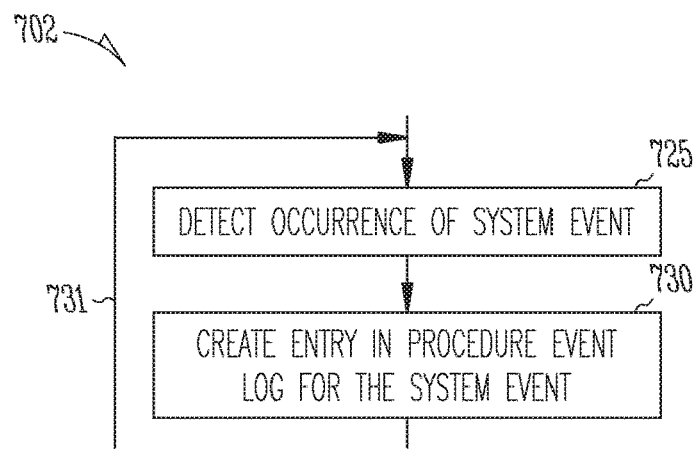 702
725
DETECT OCCURRENCE OF SYSTEM EVENT
731
730
CREATE ENTRY IN PROCEDURE EVENT
LOG FOR THE SYSTEM EVENT